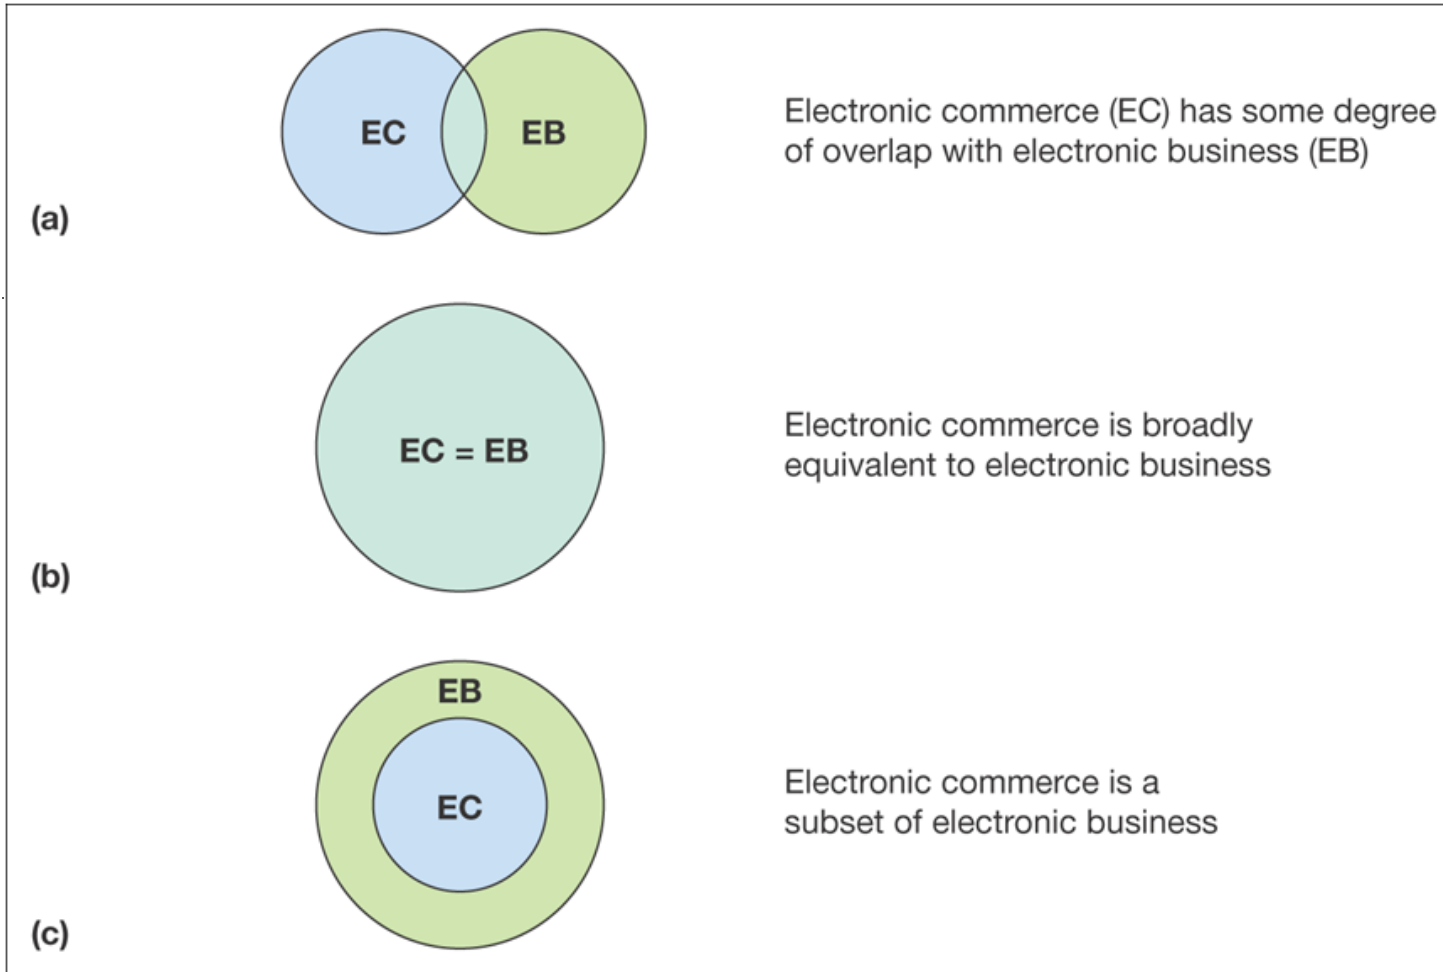 EC
EB
Electronic commerce (EC) has some degree
of overlap with electronic business (EB)
(a)
EC = EB
Electronic commerce is broadly
equivalent to electronic business
(b)
EB
EC
Electronic commerce is a
subset of electronic business
(c)